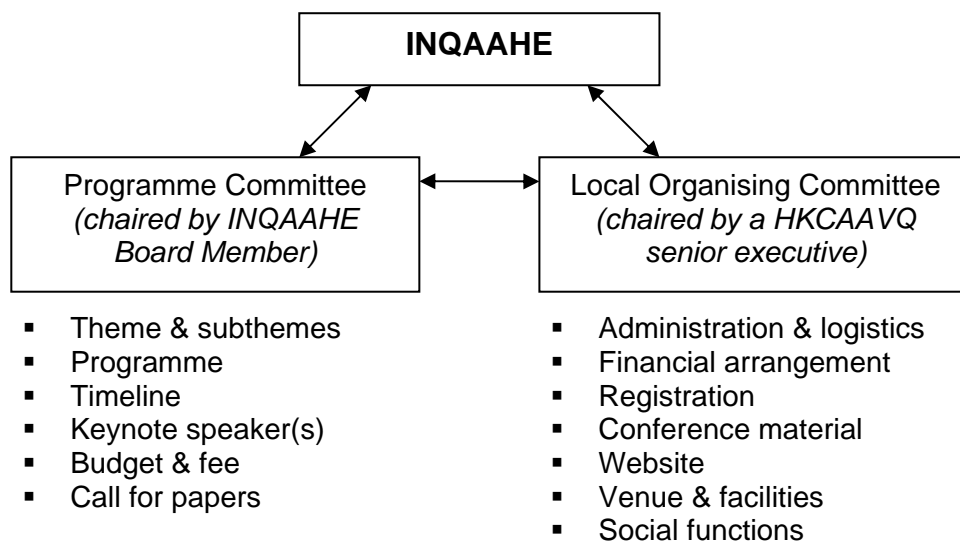 INQAAHE
Programme Committee
(chaired by INQAAHE
Board Member)
▪ Theme & subthemes
▪ Programme
▪ Timeline
▪ Keynote speaker(s)
▪ Budget & fee
▪ Call for papers
Local Organising Committee
(chaired by a HKCAAVQ
senior executive)
▪ Administration & logistics
▪ Financial arrangement
▪ Registration
▪ Conference material
▪ Website
▪ Venue & facilities
▪ Social functions